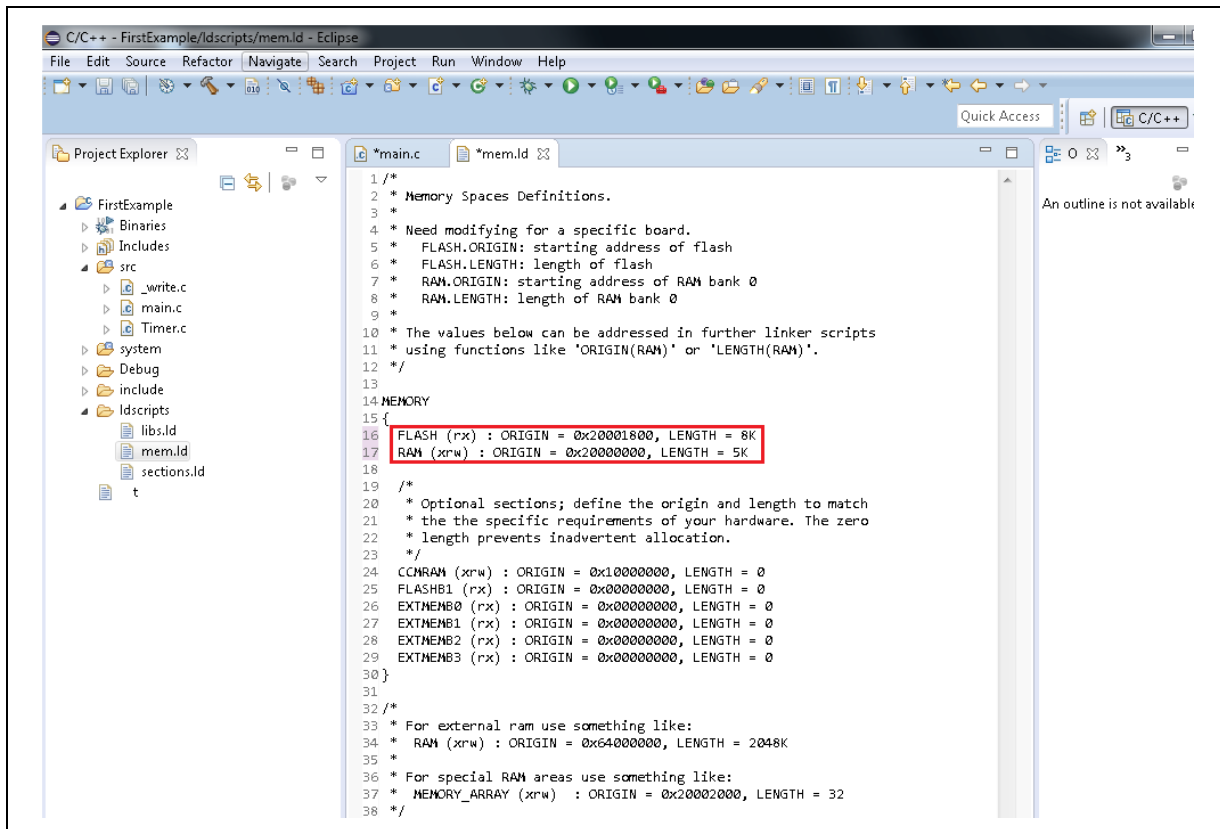 C/C++ - FirstExample/ldscripts/mem.ld - Eclipse
File Edit Source Refactor Navigate Search Project Run Window Help
Quick Access
C/C++
Project Explorer
*main.c
*mem.ld
O
3
FirstExample
Binaries
Includes
src
_write.c
main.c
Timer.c
system
Debug
include
ldscripts
libs.ld
mem.ld
sections.ld
t
1 /*
2 * Memory Spaces Definitions.
3 *
4 * Need modifying for a specific board.
5 * FLASH.ORIGIN: starting address of flash
6 * FLASH.LENGTH: length of flash
7 * RAM.ORIGIN: starting address of RAM bank 0
8 * RAM.LENGTH: length of RAM bank 0
9 *
10 * The values below can be addressed in further linker scripts
11 * using functions like 'ORIGIN(RAM)' or 'LENGTH(RAM)'.
12 */
13
14 MEMORY
15 {
16 FLASH (rx) : ORIGIN = 0x20001800, LENGTH = 8K
17 RAM (xrw) : ORIGIN = 0x20000000, LENGTH = 5K
18
19 /*
20 * Optional sections; define the origin and length to match
21 * the the specific requirements of your hardware. The zero
22 * length prevents inadvertent allocation.
23 */
24 CCMRAM (xrw) : ORIGIN = 0x10000000, LENGTH = 0
25 FLASHB1 (rx) : ORIGIN = 0x00000000, LENGTH = 0
26 EXTMEMB0 (rx) : ORIGIN = 0x00000000, LENGTH = 0
27 EXTMEMB1 (rx) : ORIGIN = 0x00000000, LENGTH = 0
28 EXTMEMB2 (rx) : ORIGIN = 0x00000000, LENGTH = 0
29 EXTMEMB3 (rx) : ORIGIN = 0x00000000, LENGTH = 0
30 }
31
32 /*
33 * For external ram use something like:
34 * RAM (xrw) : ORIGIN = 0x64000000, LENGTH = 2048K
35 *
36 * For special RAM areas use something like:
37 * MEMORY_ARRAY (xrw) : ORIGIN = 0x20002000, LENGTH = 32
38 */
An outline is not available